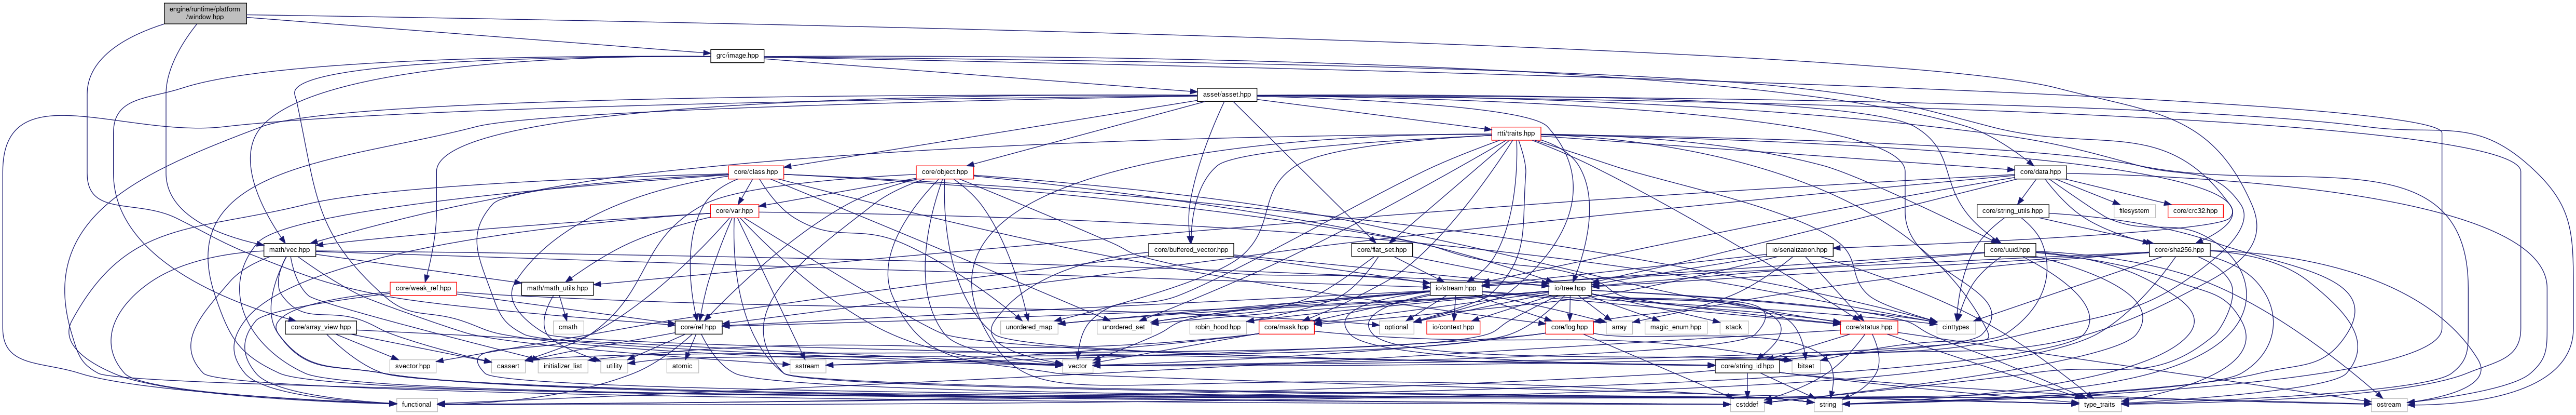 engine/runtime/platform
/window.hpp
grc/image.hpp
asset/asset.hpp
rtti/traits.hpp
core/class.hpp
core/object.hpp
core/data.hpp
core/var.hpp
core/string_utils.hpp
filesystem
core/crc32.hpp
math/vec.hpp
core/buffered_vector.hpp
core/flat_set.hpp
io/serialization.hpp
core/uuid.hpp
core/sha256.hpp
core/weak_ref.hpp
math/math_utils.hpp
io/stream.hpp
io/tree.hpp
core/array_view.hpp
cmath
core/ref.hpp
unordered_map
unordered_set
robin_hood.hpp
core/mask.hpp
optional
io/context.hpp
core/log.hpp
array
magic_enum.hpp
stack
core/status.hpp
cinttypes
svector.hpp
cassert
initializer_list
utility
atomic
sstream
vector
core/string_id.hpp
bitset
functional
cstddef
string
type_traits
ostream